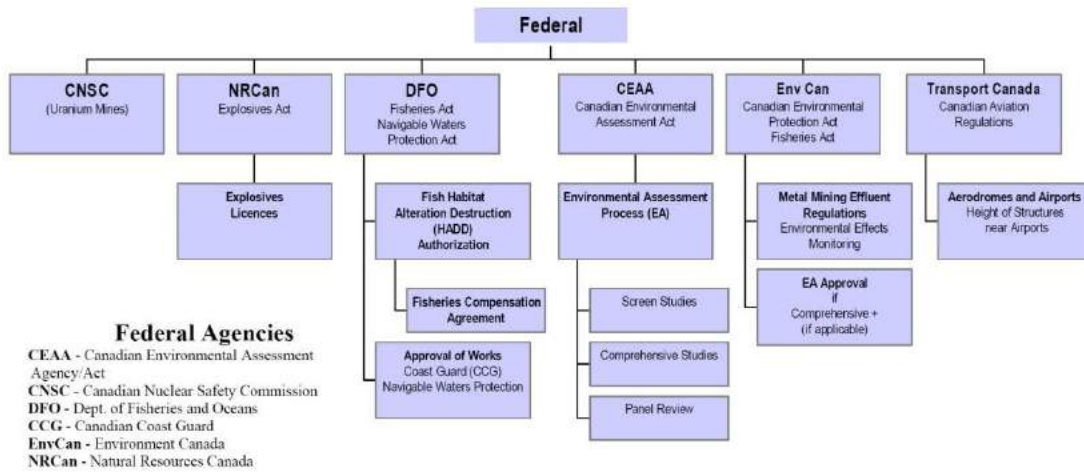 Federal
CNSC
(Uranium Mines)
NRCan
Explosives Act
DFO
Fisheries Act
Navigable Waters
Protection Act
CEAA
Canadian Environmental
Assessment Act
Env Can
Canadian Environmental
Protection Act
Fisheries Act
Transport Canada
Canadian Aviation
Regulations
Explosives
Licences
Fish Habitat
Alteration Destruction
(HADD)
Authorization
Environmental Assessment
Process (EA)
Metal Mining Effluent
Regulations
Environmental Effects
Monitoring
Aerodromes and Airports
Height of Structures
near Airports
Fisheries Compensation
Agreement
Screen Studies
EA Approval
if
Comprehensive +
(if applicable)
Approval of Works
Coast Guard (CCG)
Navigable Waters Protection
Comprehensive Studies
Panel Review
Federal Agencies
CEAA - Canadian Environmental Assessment
Agency/Act
CNSC - Canadian Nuclear Safety Commission
DFO - Dept. of Fisheries and Oceans
CCG - Canadian Coast Guard
EnvCan - Environment Canada
NRCan - Natural Resources Canada